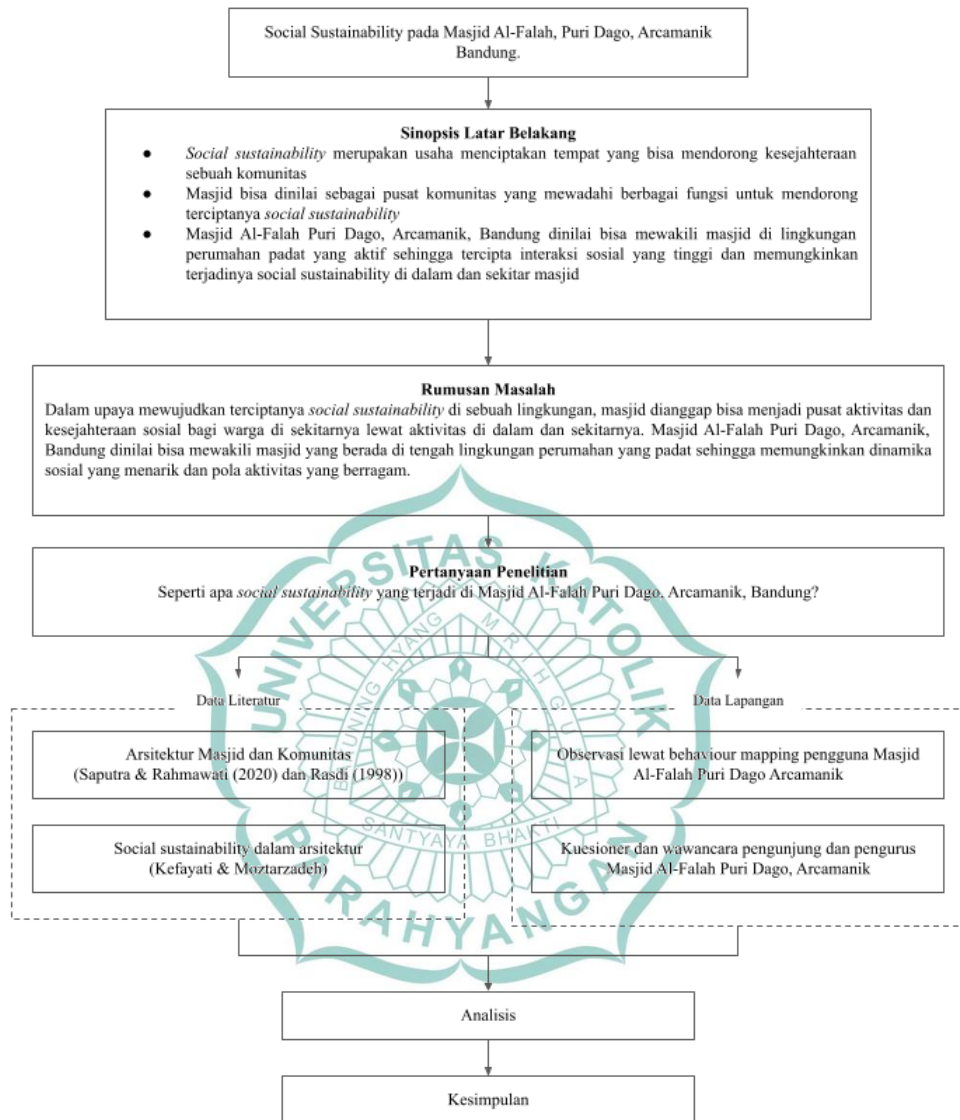 Social Sustainability pada Masjid Al-Falah, Puri Dago, Arcamanik
Bandung.
Sinopsis Latar Belakang
● Social sustainability merupakan usaha menciptakan tempat yang bisa mendorong kesejahteraan
sebuah komunitas
● Masjid bisa dinilai sebagai pusat komunitas yang mewadahi berbagai fungsi untuk mendorong
terciptanya social sustainability
● Masjid Al-Falah Puri Dago, Arcamanik, Bandung dinilai bisa mewakili masjid di lingkungan
perumahan padat yang aktif sehingga tercipta interaksi sosial yang tinggi dan memungkinkan
terjadinya social sustainability di dalam dan sekitar masjid
Rumusan Masalah
Dalam upaya mewujudkan terciptanya social sustainability di sebuah lingkungan, masjid dianggap bisa menjadi pusat aktivitas dan
kesejahteraan sosial bagi warga di sekitarnya lewat aktivitas di dalam dan sekitarnya. Masjid Al-Falah Puri Dago, Arcamanik,
Bandung dinilai bisa mewakili masjid yang berada di tengah lingkungan perumahan yang padat sehingga memungkinkan dinamika
sosial yang menarik dan pola aktivitas yang berragam.
Pertanyaan Penelitian
Seperti apa social sustainability yang terjadi di Masjid Al-Falah Puri Dago, Arcamanik, Bandung?
Data Literatur
Arsitektur Masjid dan Komunitas
(Saputra & Rahmawati (2020) dan Rasdi (1998))
Social sustainability dalam arsitektur
(Kefayati & Moztarzadeh)
Data Lapangan
Observasi lewat behaviour mapping pengguna Masjid
Al-Falah Puri Dago Arcamanik
Kuesioner dan wawancara pengunjung dan pengurus
Masjid Al-Falah Puri Dago, Arcamanik
Analisis
Kesimpulan
UNIVERSITAS KATOLIK
PARAHYANGAN
BAKUNING HYANG MRIHGUNA
SANTYAYA BHAKTI